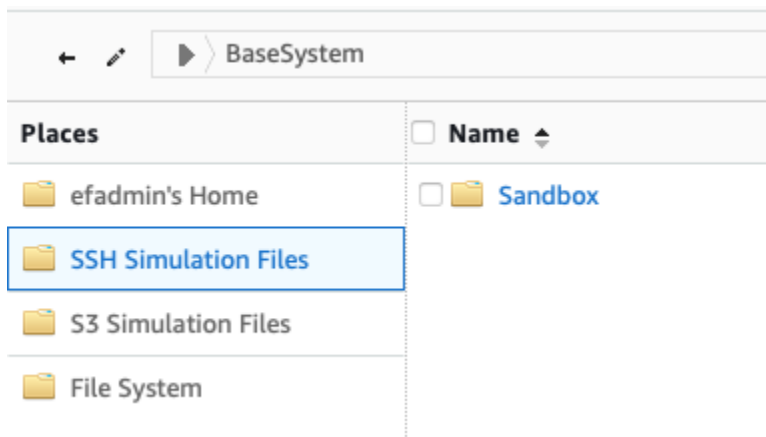 BaseSystem
Places
Name
efadmin's Home
Sandbox
SSH Simulation Files
S3 Simulation Files
File System